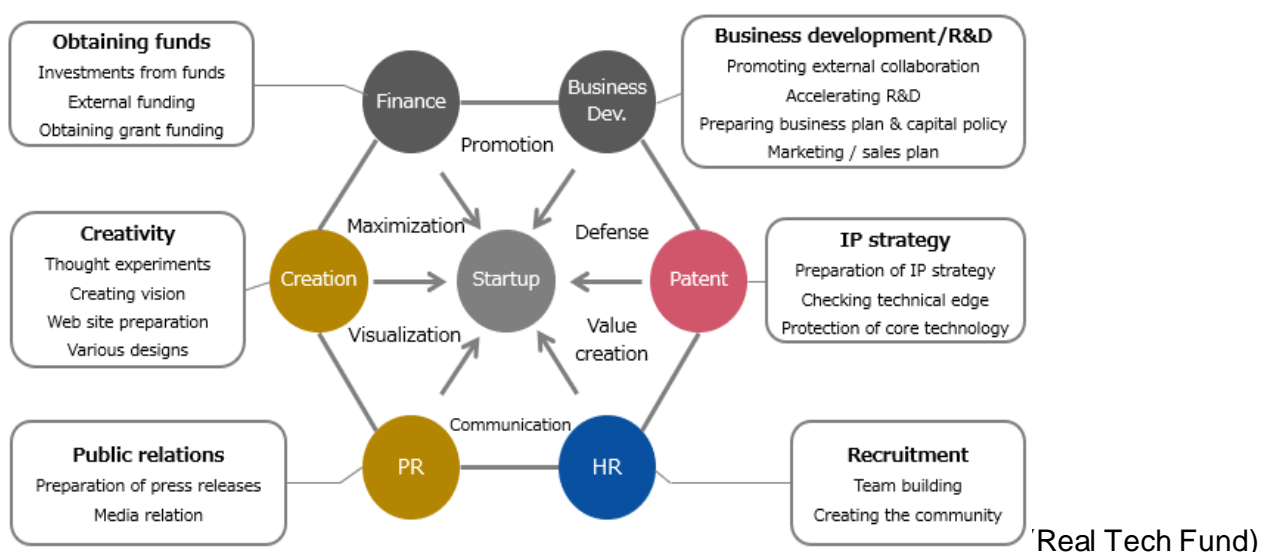 Obtaining funds
Investments from funds
External funding
Obtaining grant funding
Finance
Business
Dev.
Business development/R&D
Promoting external collaboration
Accelerating R&D
Preparing business plan & capital policy
Marketing / sales plan
Promotion
Maximization
Defense
Creativity
Thought experiments
Creating vision
Web site preparation
Various designs
Creation
Startup
Patent
IP strategy
Preparation of IP strategy
Checking technical edge
Protection of core technology
Visualization
Value
creation
Communication
Public relations
Preparation of press releases
Media relation
PR
HR
Recruitment
Team building
Creating the community
(Real Tech Fund)